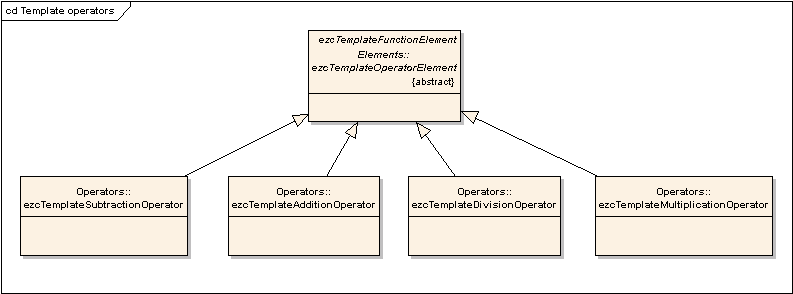 cd Template operators
ezcTemplateFunctionElement
Elements::
ezcTemplateOperatorElement
{abstract}
Operators::
ezcTemplateSubtractionOperator
Operators::
ezcTemplateAdditionOperator
Operators::
ezcTemplateDivisionOperator
Operators::
ezcTemplateMultiplicationOperator